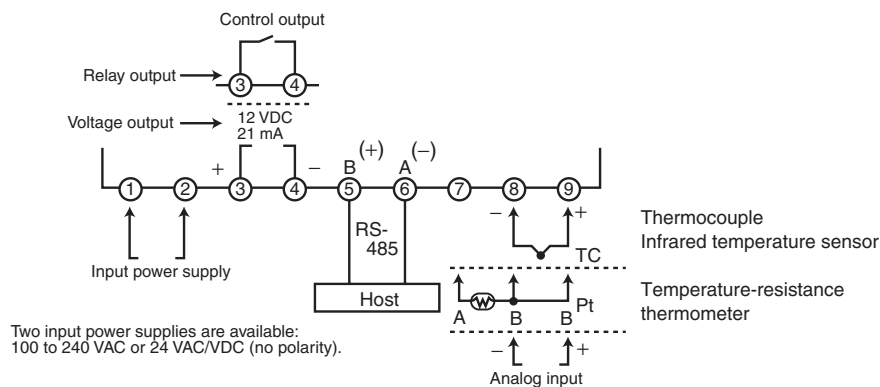 Control output
Relay output
3 4
Voltage output
12 VDC
21 mA
+ − B (+) A (−)
1 2 3 4 5 6 7 8 9
− +
RS-
485
TC
Thermocouple
Infrared temperature sensor
Input power supply
Host
A B B Pt
Temperature-resistance
thermometer
Two input power supplies are available:
100 to 240 VAC or 24 VAC/VDC (no polarity).
− +
Analog input